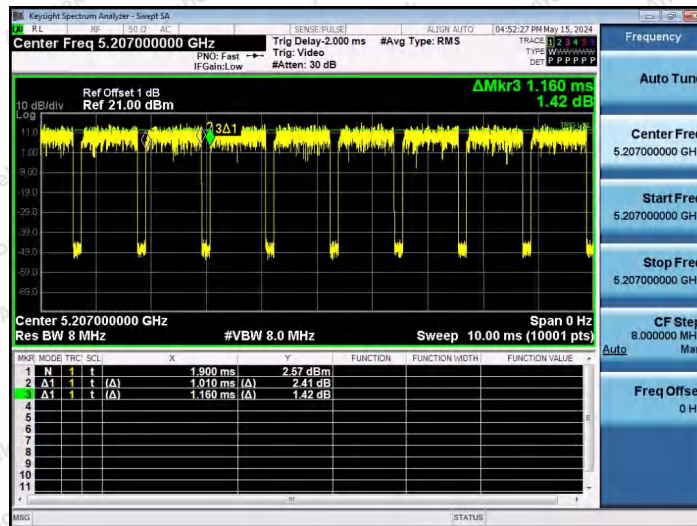 Keysight Spectrum Analyzer - Swept SA
RL RF 50 Ω AC SENSE:PULSE ALIGN AUTO 04:52:27 PM May 15, 2024
Center Freq 5.207000000 GHz
PNO: Fast
IFGain:Low
Trig Delay-2.000 ms
Trig: Video
#Atten: 30 dB
#Avg Type: RMS
TRACE 1 2 3 4 5 6
TYPE W
DET P P P P P P
Frequency
Auto Tune
Center Freq
5.207000000 GH
Start Freq
5.207000000 GH
Stop Freq
5.207000000 GH
CF Step
8.000000 MH
Auto Man
Freq Offse
0 H
Ref Offset 1 dB
10 dB/div Ref 21.00 dBm
Log
ΔMkr3 1.160 ms
1.42 dB
11.0
1.00
-9.00
-19.0
-29.0
-39.0
-49.0
-59.0
-69.0
2 3Δ1
TRIG LVL
Center 5.207000000 GHz Span 0 Hz
Res BW 8 MHz #VBW 8.0 MHz Sweep 10.00 ms (10001 pts)
MKR MODE TRC SCL X Y FUNCTION FUNCTION WIDTH FUNCTION VALUE
1 N 1 t 1.900 ms 2.57 dBm
2 Δ1 1 t (Δ) 1.010 ms (Δ) 2.41 dB
3 Δ1 1 t (Δ) 1.160 ms (Δ) 1.42 dB
4
5
6
7
8
9
10
11
MSG STATUS